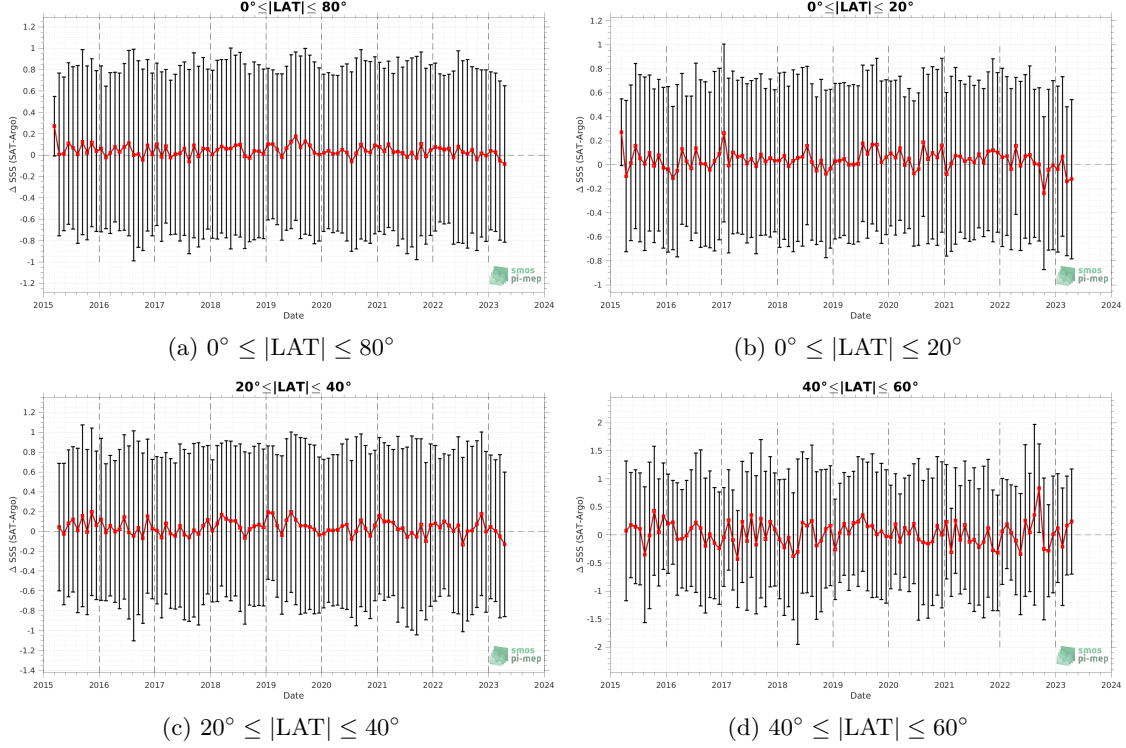 0°≤|LAT|≤ 80°
1.2
1
0.8
0.6
0.4
0.2
0
-0.2
-0.4
-0.6
-0.8
-1
-1.2
Δ SSS (SAT-Argo)
2015 2016 2017 2018 2019 2020 2021 2022 2023 2024
Date
smos
pi-mep
(a) 0° ≤ |LAT| ≤ 80°
0°≤|LAT|≤ 20°
1
0.8
0.6
0.4
0.2
0
-0.2
-0.4
-0.6
-0.8
-1
Δ SSS (SAT-Argo)
2015 2016 2017 2018 2019 2020 2021 2022 2023 2024
Date
smos
pi-mep
(b) 0° ≤ |LAT| ≤ 20°
20°≤|LAT|≤ 40°
1.2
1
0.8
0.6
0.4
0.2
0
-0.2
-0.4
-0.6
-0.8
-1
-1.2
-1.4
Δ SSS (SAT-Argo)
2015 2016 2017 2018 2019 2020 2021 2022 2023 2024
Date
smos
pi-mep
(c) 20° ≤ |LAT| ≤ 40°
40°≤|LAT|≤ 60°
2
1.5
1
0.5
0
-0.5
-1
-1.5
-2
Δ SSS (SAT-Argo)
2015 2016 2017 2018 2019 2020 2021 2022 2023 2024
Date
smos
pi-mep
(d) 40° ≤ |LAT| ≤ 60°